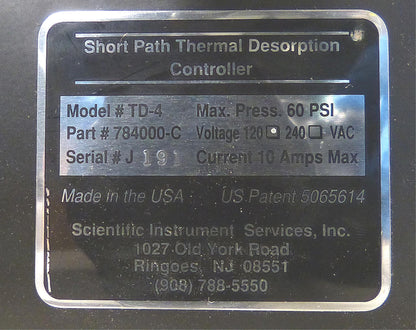 Short Path Thermal Desorption
Controller
Model # TD-4 Max. Press. 60 PSI
Part # 784000-C Voltage 120 240 VAC
Serial # J 191 Current 10 Amps Max
Made in the USA US Patent 5065614
Scientific Instrument Services, Inc.
1027 Old York Road
Ringoes, NJ 08551
(908) 788-5550